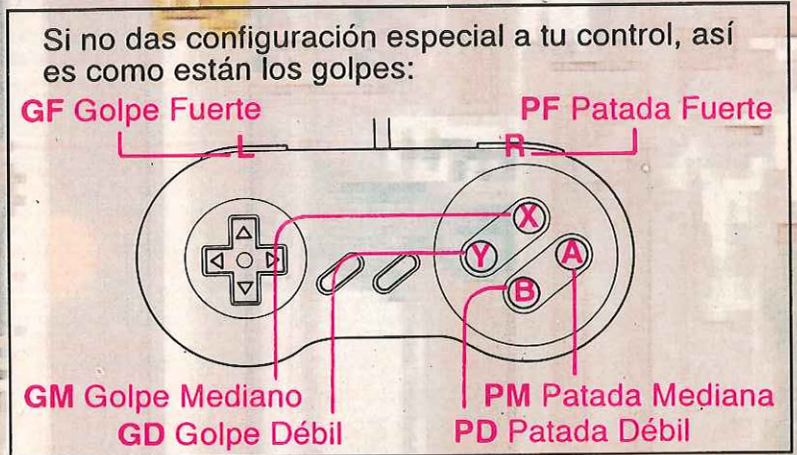 Si no das configuración especial a tu control, así
es como están los golpes:
GF Golpe Fuerte
PF Patada Fuerte
L
R
X
Y
A
B
GM Golpe Mediano
PM Patada Mediana
GD Golpe Débil
PD Patada Débil